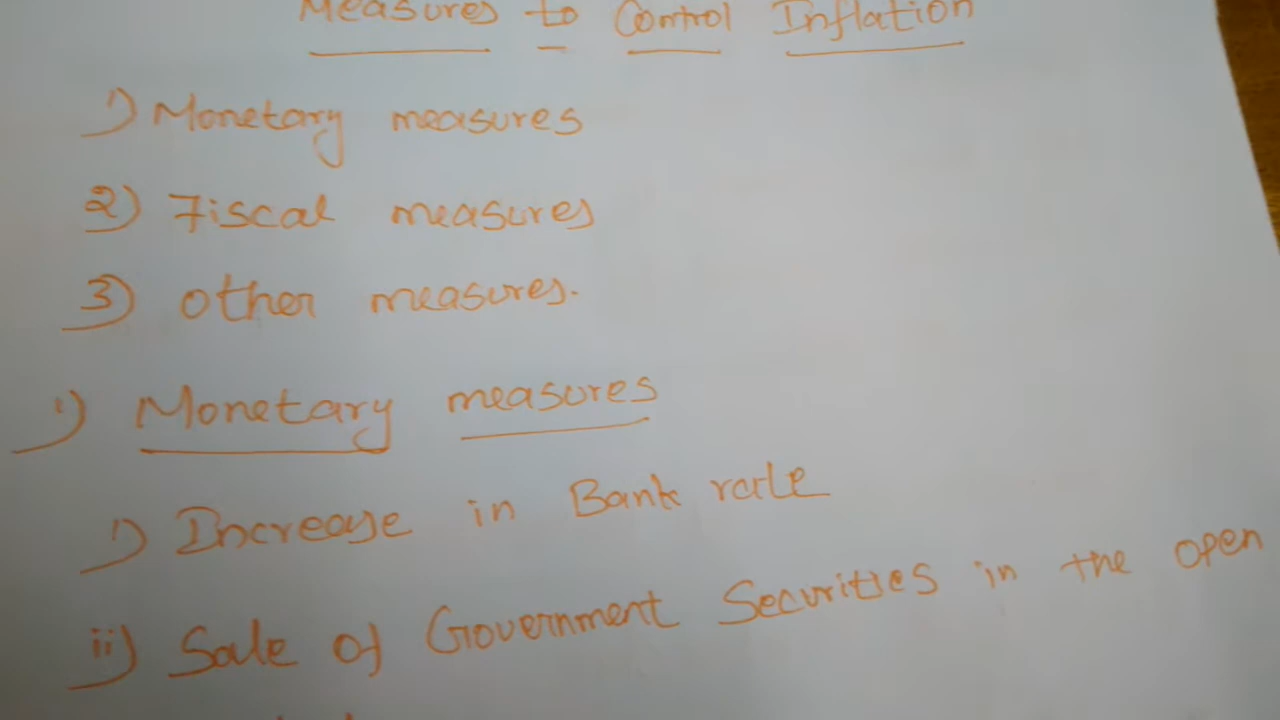 Measures to Control Inflation
1) Monetary measures
2) Fiscal measures
3) other measures.
1) Monetary measures
i) Increase in Bank rate
ii) Sale of Government Securities in the open